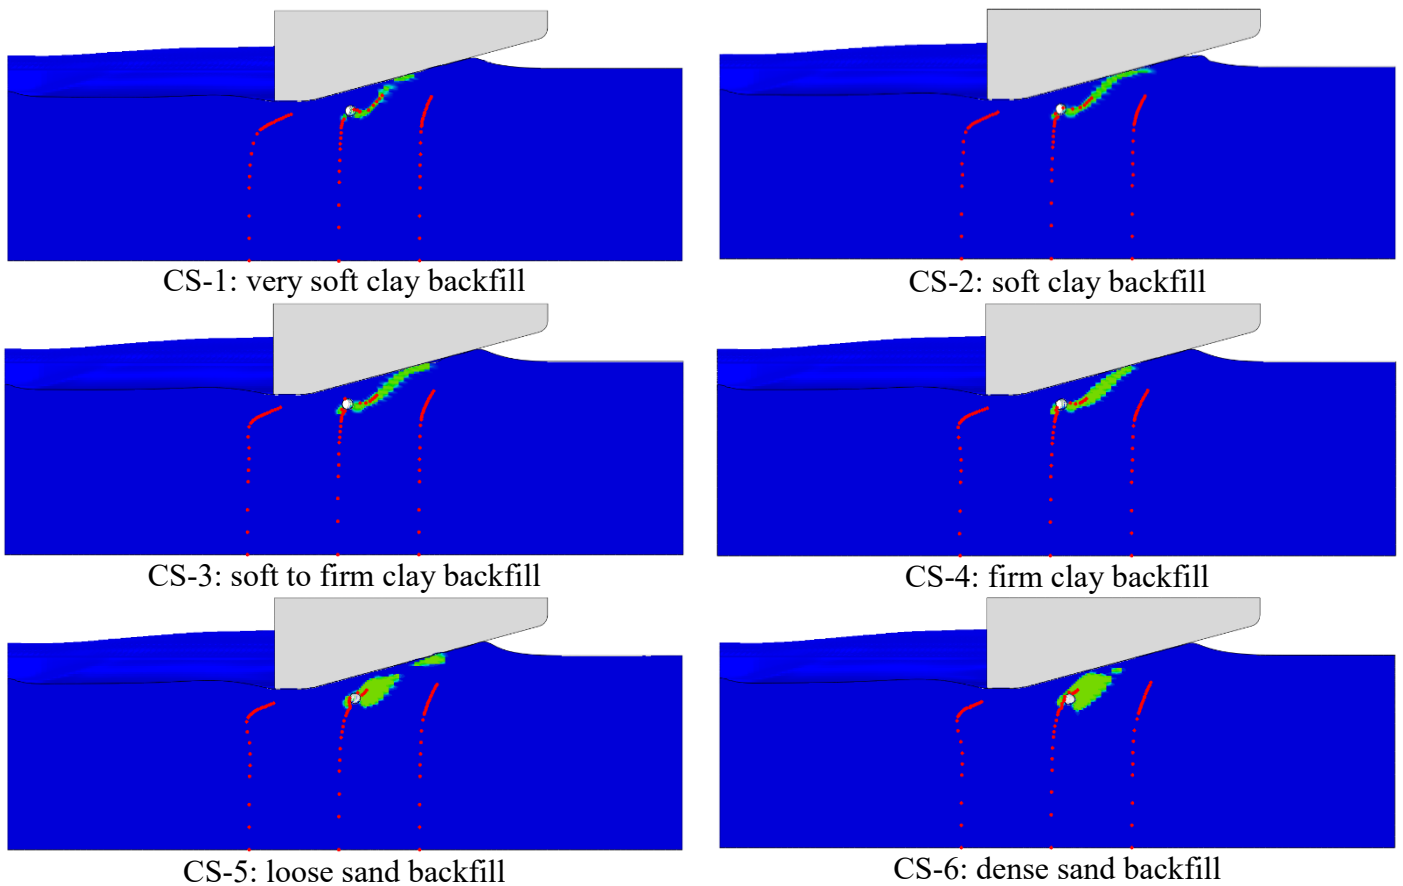 CS-1: very soft clay backfill
CS-2: soft clay backfill
CS-3: soft to firm clay backfill
CS-4: firm clay backfill
CS-5: loose sand backfill
CS-6: dense sand backfill